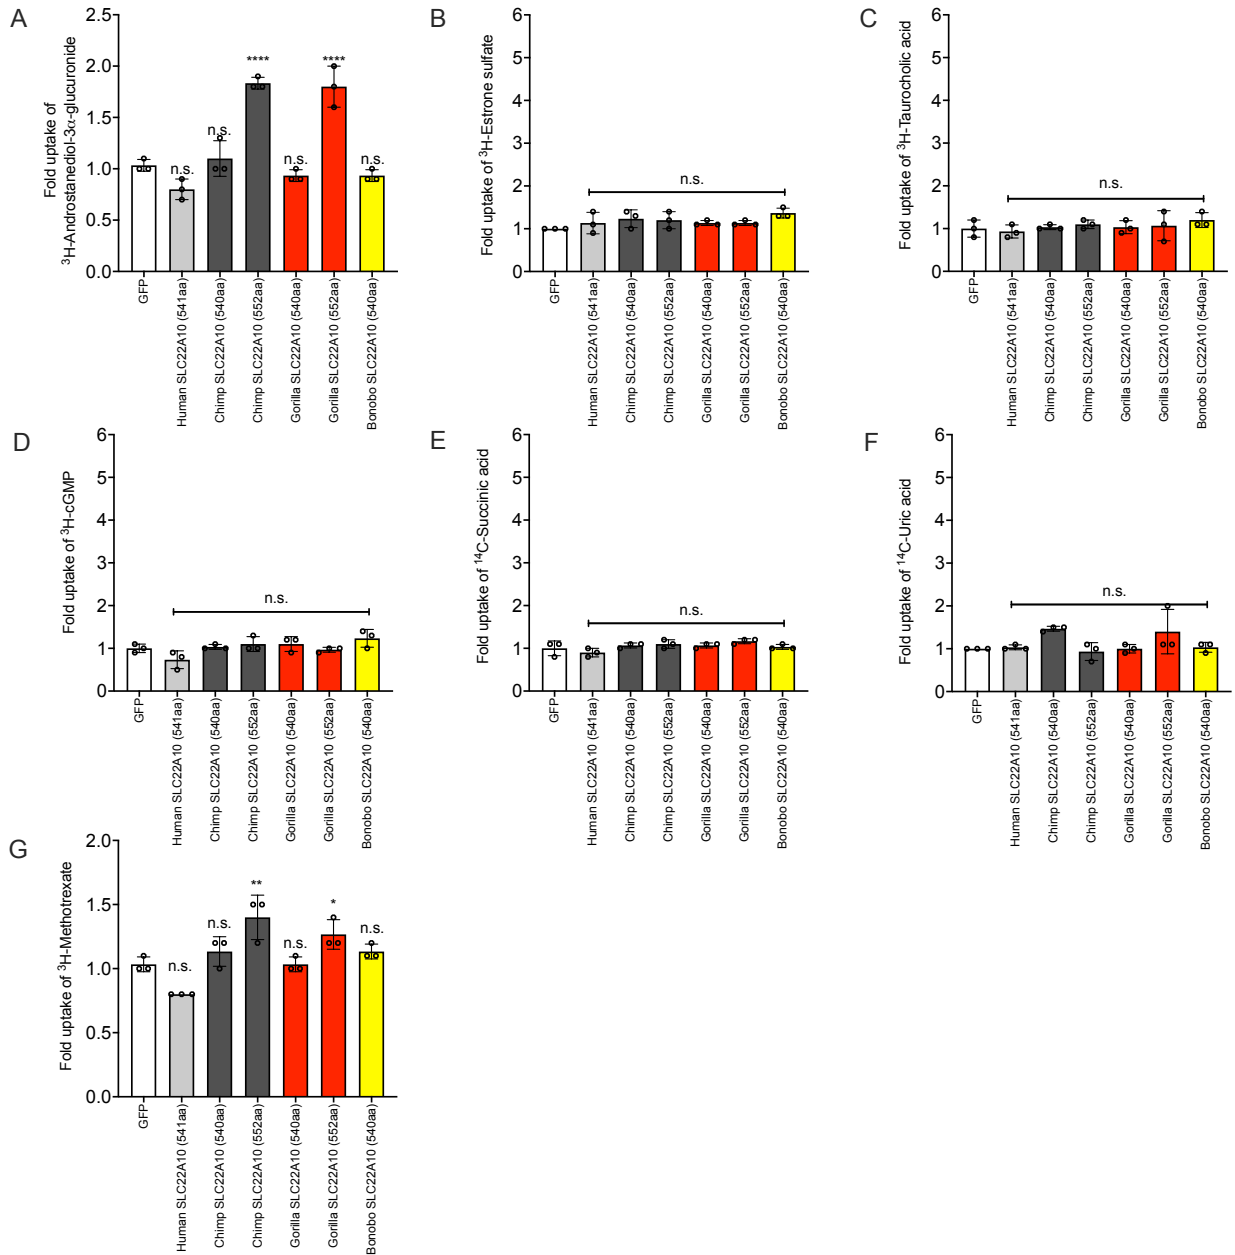 A
Fold uptake of
³H-Androstanediol-3α-glucuronide
2.5
2.0
1.5
1.0
0.5
0.0
n.s.
n.s.
****
n.s.
****
n.s.
GFP
Human SLC22A10 (541aa)
Chimp SLC22A10 (540aa)
Chimp SLC22A10 (552aa)
Gorilla SLC22A10 (540aa)
Gorilla SLC22A10 (552aa)
Bonobo SLC22A10 (540aa)
B
Fold uptake of ³H-Estrone sulfate
6
5
4
3
2
1
0
n.s.
GFP
Human SLC22A10 (541aa)
Chimp SLC22A10 (540aa)
Chimp SLC22A10 (552aa)
Gorilla SLC22A10 (540aa)
Gorilla SLC22A10 (552aa)
Bonobo SLC22A10 (540aa)
C
Fold uptake of ³H-Taurocholic acid
6
5
4
3
2
1
0
n.s.
GFP
Human SLC22A10 (541aa)
Chimp SLC22A10 (540aa)
Chimp SLC22A10 (552aa)
Gorilla SLC22A10 (540aa)
Gorilla SLC22A10 (552aa)
Bonobo SLC22A10 (540aa)
D
Fold uptake of ³H-cGMP
6
5
4
3
2
1
0
n.s.
GFP
Human SLC22A10 (541aa)
Chimp SLC22A10 (540aa)
Chimp SLC22A10 (552aa)
Gorilla SLC22A10 (540aa)
Gorilla SLC22A10 (552aa)
Bonobo SLC22A10 (540aa)
E
Fold uptake of ¹⁴C-Succinic acid
6
5
4
3
2
1
0
n.s.
GFP
Human SLC22A10 (541aa)
Chimp SLC22A10 (540aa)
Chimp SLC22A10 (552aa)
Gorilla SLC22A10 (540aa)
Gorilla SLC22A10 (552aa)
Bonobo SLC22A10 (540aa)
F
Fold uptake of ¹⁴C-Uric acid
6
5
4
3
2
1
0
n.s.
GFP
Human SLC22A10 (541aa)
Chimp SLC22A10 (540aa)
Chimp SLC22A10 (552aa)
Gorilla SLC22A10 (540aa)
Gorilla SLC22A10 (552aa)
Bonobo SLC22A10 (540aa)
G
Fold uptake of ³H-Methotrexate
2.0
1.5
1.0
0.5
0.0
n.s.
n.s.
**
n.s.
*
n.s.
GFP
Human SLC22A10 (541aa)
Chimp SLC22A10 (540aa)
Chimp SLC22A10 (552aa)
Gorilla SLC22A10 (540aa)
Gorilla SLC22A10 (552aa)
Bonobo SLC22A10 (540aa)